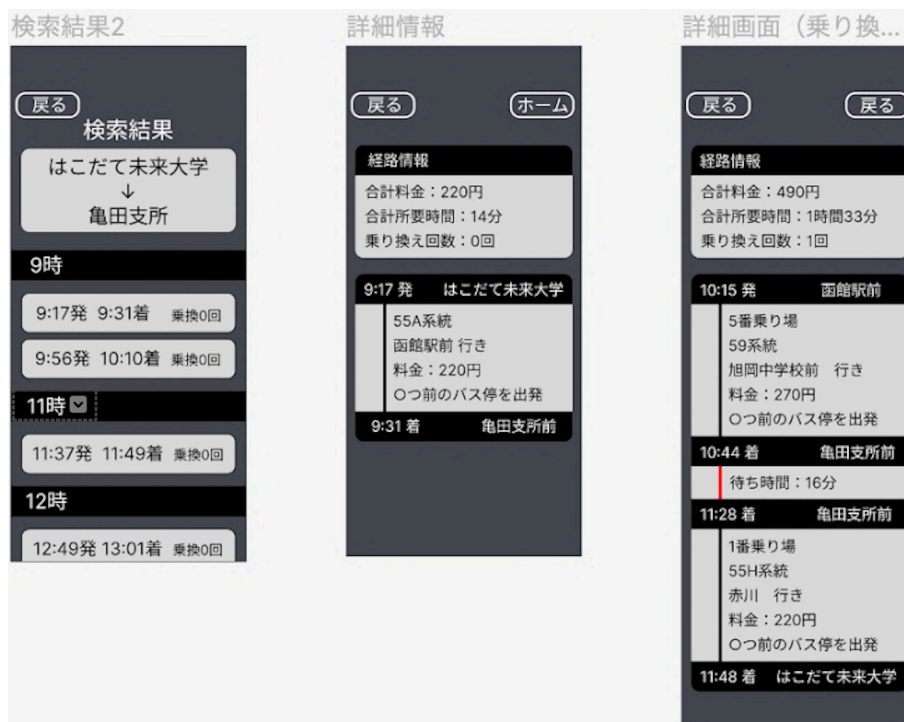 検索結果2
戻る
検索結果
はこだて未来大学
↓
亀田支所
9時
9:17発 9:31着 乗換0回
9:56発 10:10着 乗換0回
11時
11:37発 11:49着 乗換0回
12時
12:49発 13:01着 乗換0回
詳細情報
戻る ホーム
経路情報
合計料金：220円
合計所要時間：14分
乗り換え回数：0回
9:17 発 はこだて未来大学
55A系統
函館駅前 行き
料金：220円
○つ前のバス停を出発
9:31 着 亀田支所前
詳細画面（乗り換...
戻る 戻る
経路情報
合計料金：490円
合計所要時間：1時間33分
乗り換え回数：1回
10:15 発 函館駅前
5番乗り場
59系統
旭岡中学校前 行き
料金：270円
○つ前のバス停を出発
10:44 着 亀田支所前
待ち時間：16分
11:28 着 亀田支所前
1番乗り場
55H系統
赤川 行き
料金：220円
○つ前のバス停を出発
11:48 着 はこだて未来大学